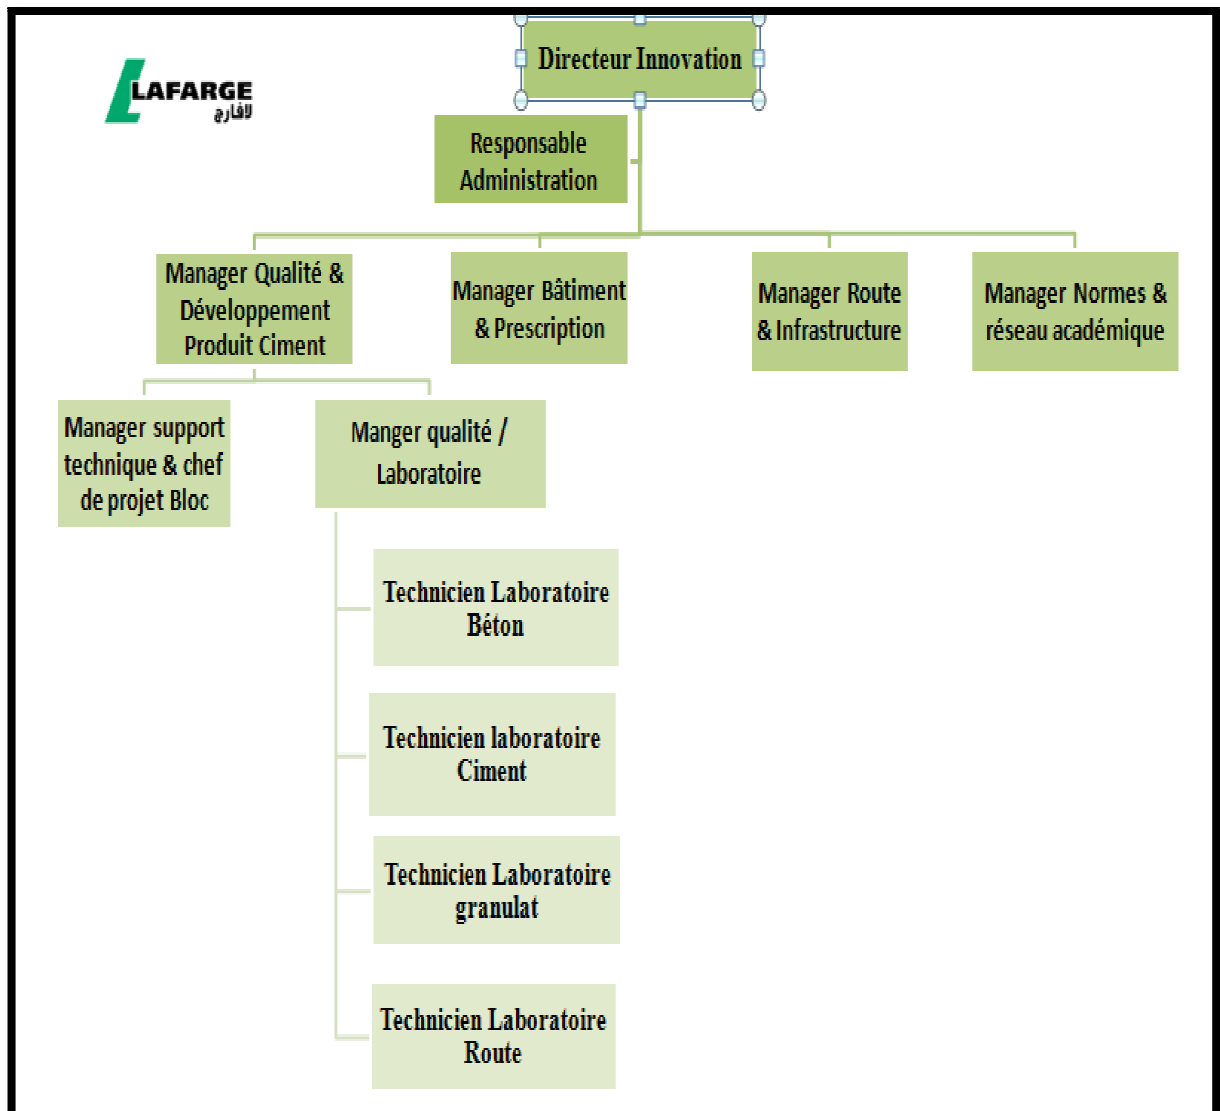 Directeur Innovation
LAFARGE
لافارج
Responsable
Administration
Manager Qualité &
Développement
Produit Ciment
Manager Bâtiment
& Prescription
Manager Route
& Infrastructure
Manager Normes &
réseau académique
Manager support
technique & chef
de projet Bloc
Manger qualité /
Laboratoire
Technicien Laboratoire
Béton
Technicien laboratoire
Ciment
Technicien Laboratoire
granulat
Technicien Laboratoire
Route